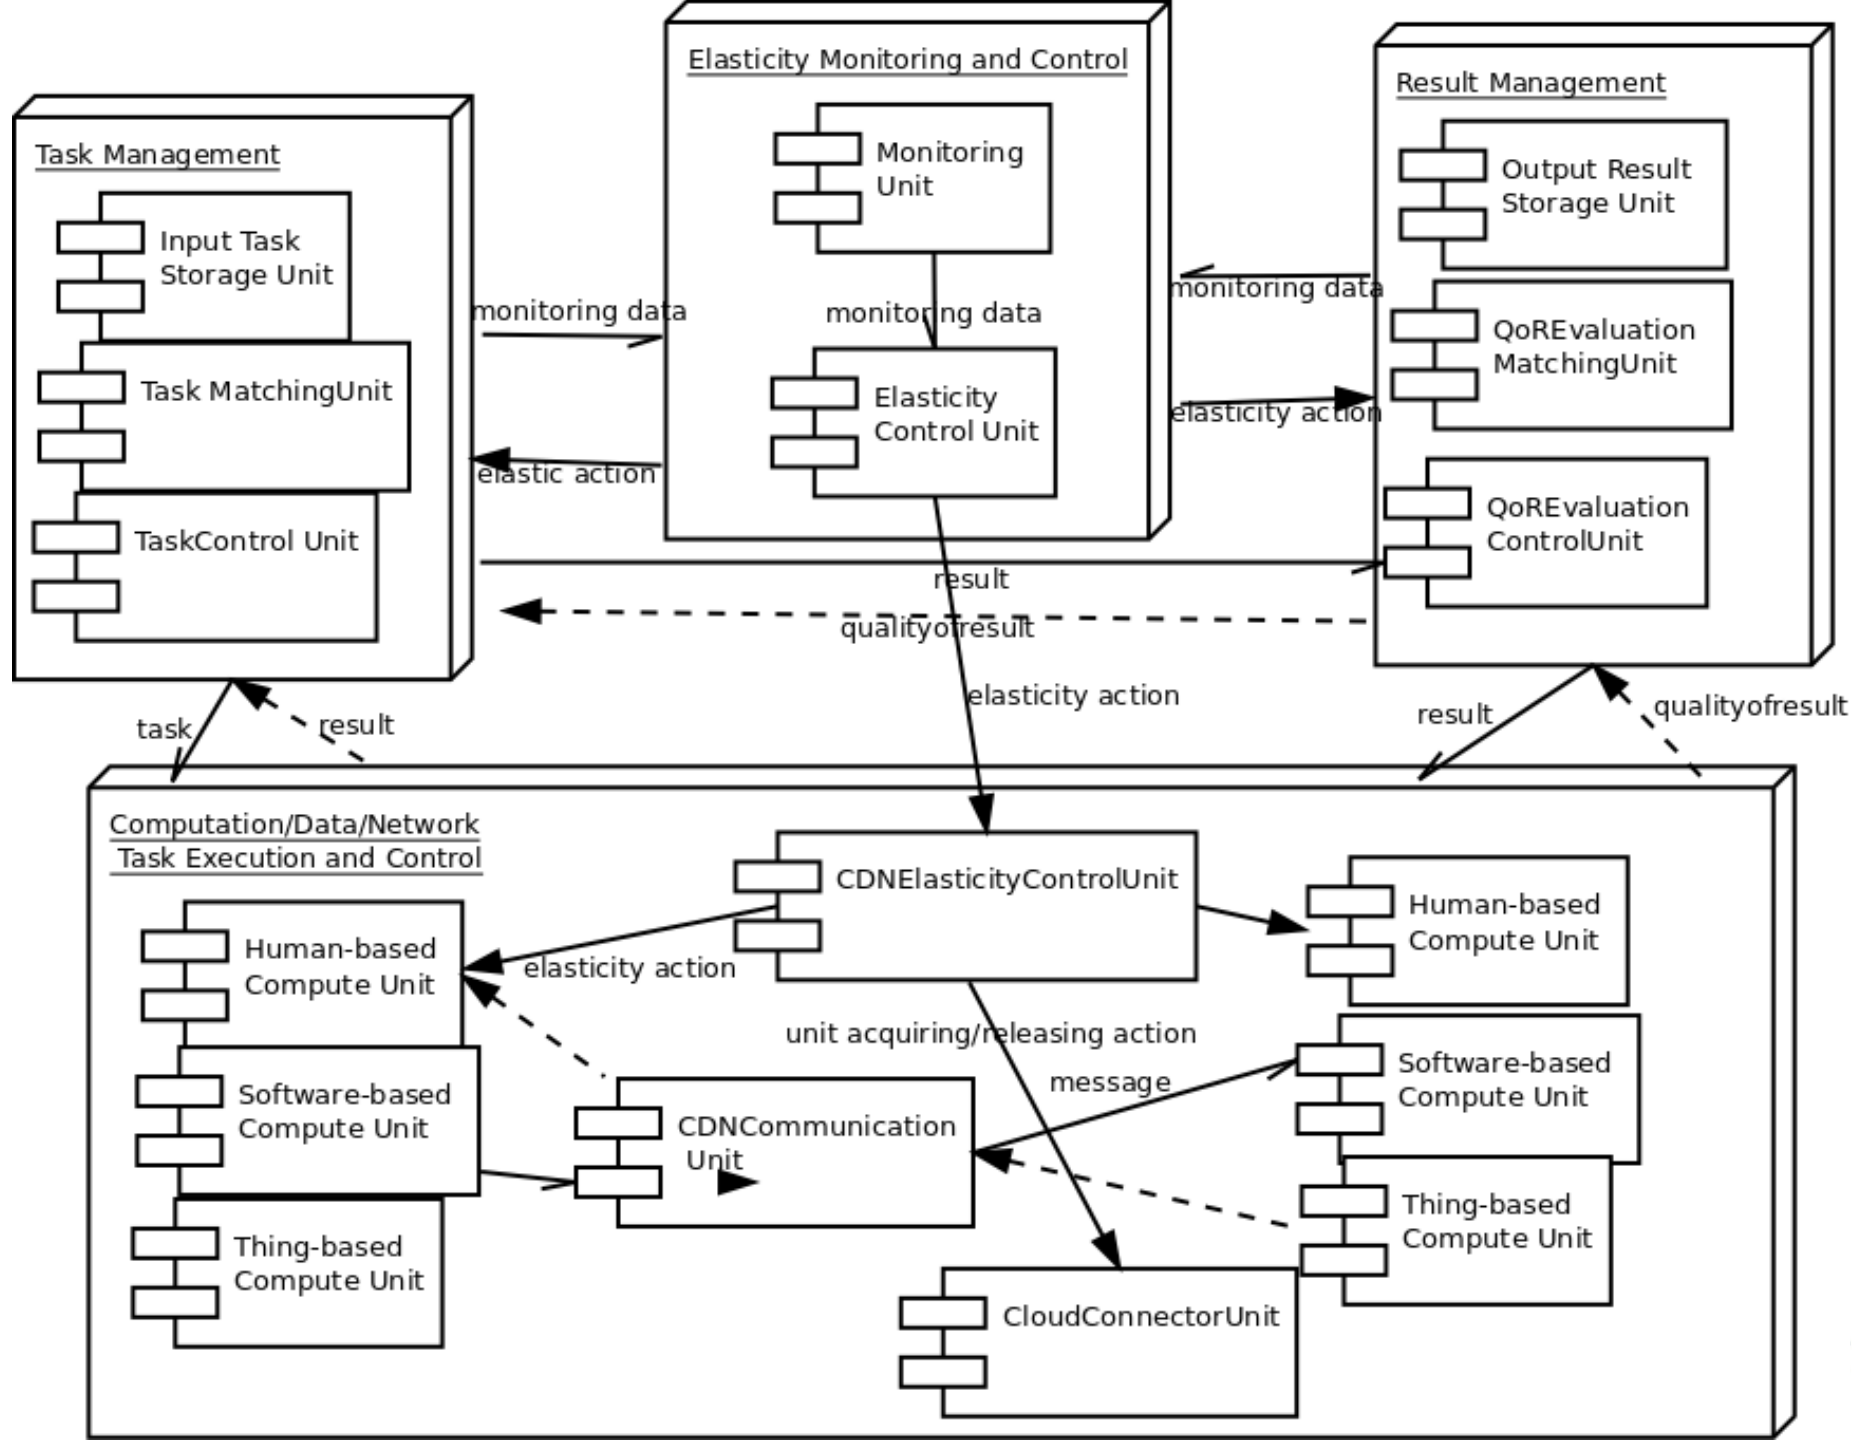 Elasticity Monitoring and Control
Monitoring
Unit
monitoring data
Elasticity
Control Unit
Result Management
Output Result
Storage Unit
QoREvaluation
MatchingUnit
QoREvaluation
ControlUnit
Task Management
Input Task
Storage Unit
Task MatchingUnit
TaskControl Unit
monitoring data
elastic action
monitoring data
elasticity action
result
qualityofresult
elasticity action
task
result
result
qualityofresult
Computation/Data/Network
Task Execution and Control
CDNElasticityControlUnit
Human-based
Compute Unit
Software-based
Compute Unit
Thing-based
Compute Unit
elasticity action
unit acquiring/releasing action
message
CDNCommunication
Unit
CloudConnectorUnit
Human-based
Compute Unit
Software-based
Compute Unit
Thing-based
Compute Unit